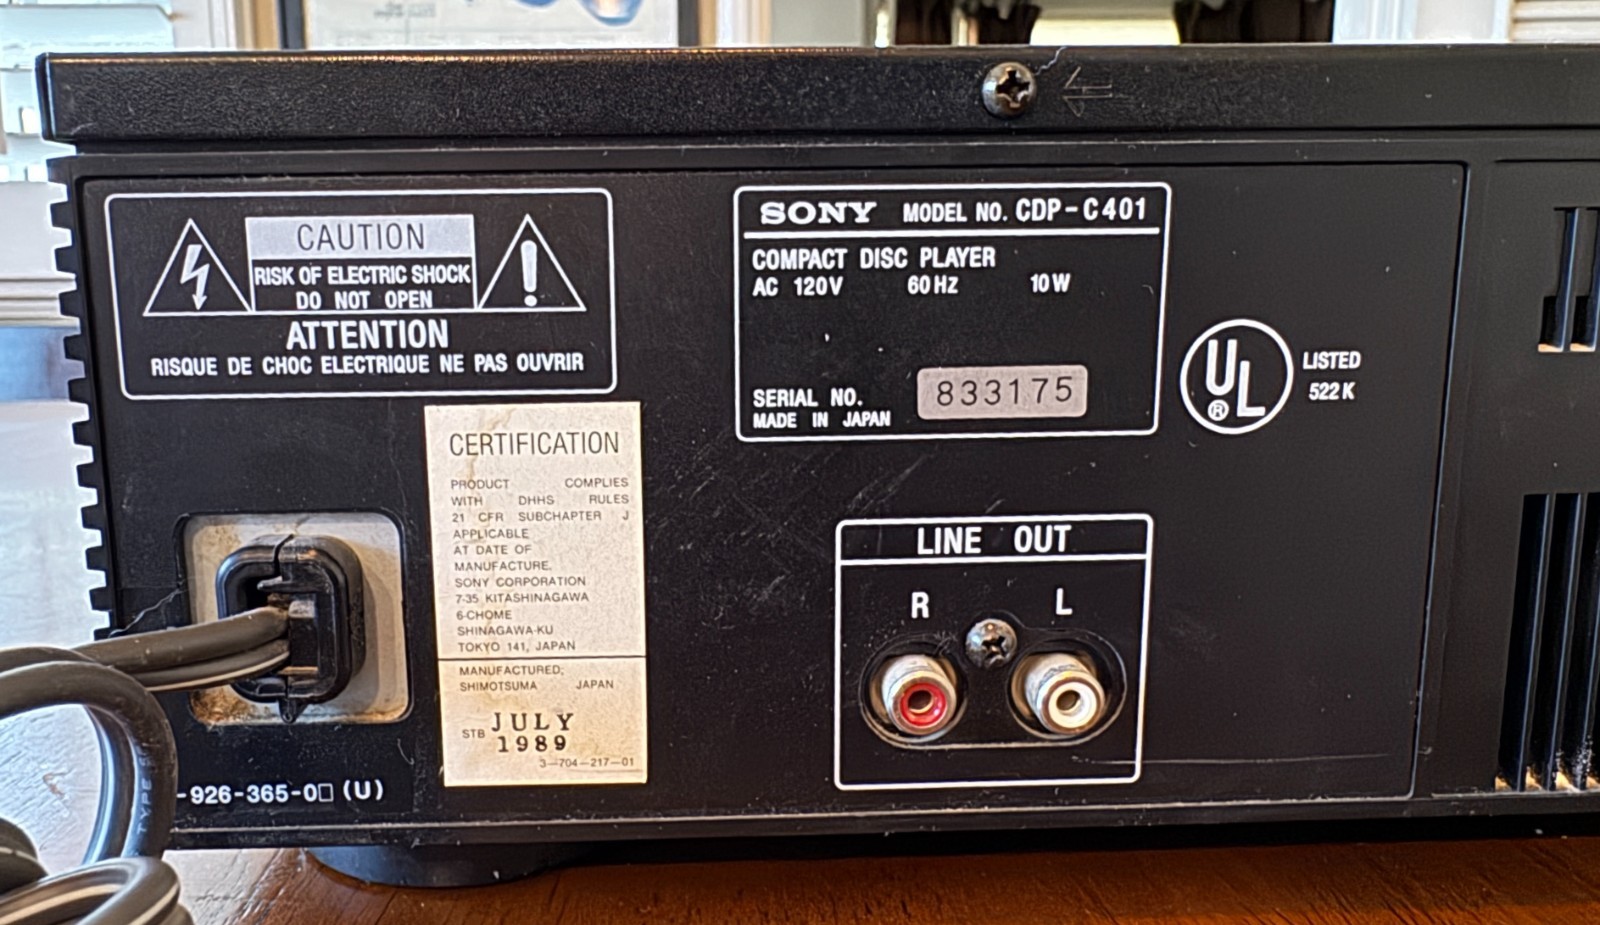 CAUTION
RISK OF ELECTRIC SHOCK
DO NOT OPEN
ATTENTION
RISQUE DE CHOC ELECTRIQUE NE PAS OUVRIR
SONY MODEL NO. CDP-C401
COMPACT DISC PLAYER
AC 120V 60Hz 10W
SERIAL NO. 833175
MADE IN JAPAN
UL ®
LISTED
522K
CERTIFICATION
PRODUCT COMPLIES
WITH DHHS RULES
21 CFR SUBCHAPTER J
APPLICABLE
AT DATE OF
MANUFACTURE.
SONY CORPORATION
7-35 KITASHINAGAWA
6-CHOME
SHINAGAWA-KU
TOKYO 141, JAPAN
MANUFACTURED;
SHIMOTSUMA JAPAN
STB JULY
1989
3-704-217-01
LINE OUT
R L
-926-365-0□ (U)
TYPE